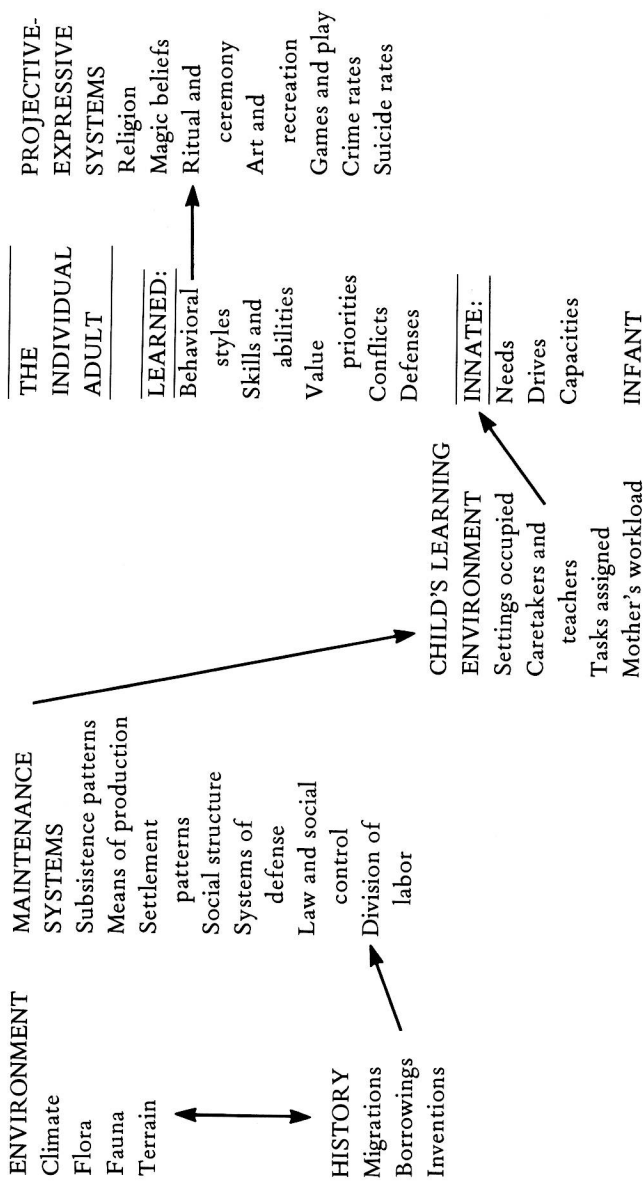 ENVIRONMENT
Climate
Flora
Fauna
Terrain
HISTORY
Migrations
Borrowings
Inventions
MAINTENANCE
SYSTEMS
Subsistence patterns
Means of production
Settlement
patterns
Social structure
Systems of
defense
Law and social
control
Division of
labor
CHILD'S LEARNING
ENVIRONMENT
Settings occupied
Caretakers and
teachers
Tasks assigned
Mother's workload
THE
INDIVIDUAL
ADULT
LEARNED:
Behavioral
styles
Skills and
abilities
Value
priorities
Conflicts
Defenses
INNATE:
Needs
Drives
Capacities
INFANT
PROJECTIVE-
EXPRESSIVE
SYSTEMS
Religion
Magic beliefs
Ritual and
ceremony
Art and
recreation
Games and play
Crime rates
Suicide rates